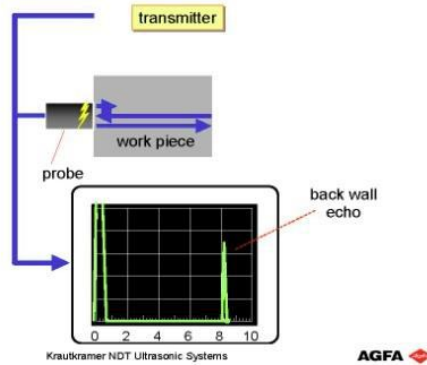 transmitter
work piece
probe
back wall
echo
0 2 4 6 8 10
Krautkramer NDT Ultrasonic Systems
AGFA